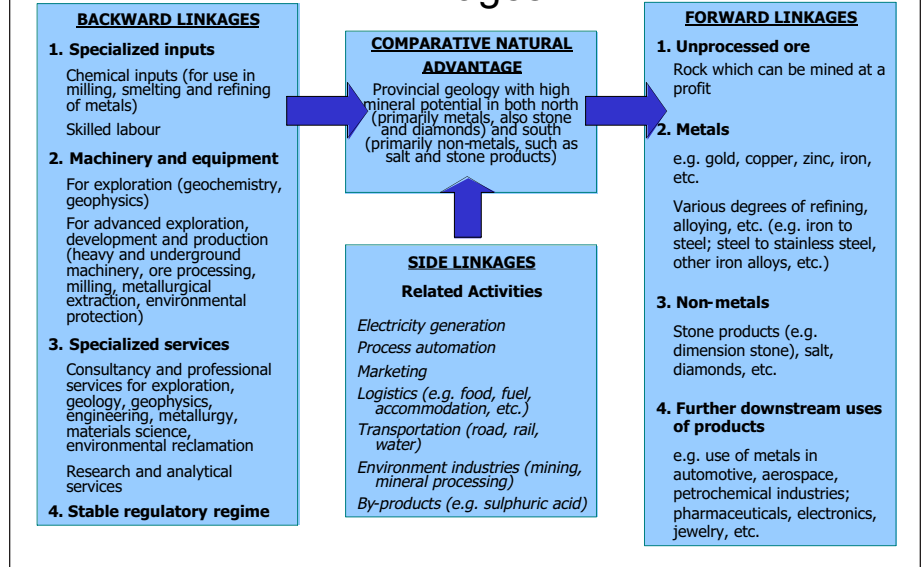 ages
BACKWARD LINKAGES
1. Specialized inputs
Chemical inputs (for use in
milling, smelting and refining
of metals)
Skilled labour
2. Machinery and equipment
For exploration (geochemistry,
geophysics)
For advanced exploration,
development and production
(heavy and underground
machinery, ore processing,
milling, metallurgical
extraction, environmental
protection)
3. Specialized services
Consultancy and professional
services for exploration,
geology, geophysics,
engineering, metallurgy,
materials science,
environmental reclamation
Research and analytical
services
4. Stable regulatory regime
COMPARATIVE NATURAL
ADVANTAGE
Provincial geology with high
mineral potential in both north
(primarily metals, also stone
and diamonds) and south
(primarily non-metals, such as
salt and stone products)
SIDE LINKAGES
Related Activities
Electricity generation
Process automation
Marketing
Logistics (e.g. food, fuel,
accommodation, etc.)
Transportation (road, rail,
water)
Environment industries (mining,
mineral processing)
By-products (e.g. sulphuric acid)
FORWARD LINKAGES
1. Unprocessed ore
Rock which can be mined at a
profit
2. Metals
e.g. gold, copper, zinc, iron,
etc.
Various degrees of refining,
alloying, etc. (e.g. iron to
steel; steel to stainless steel,
other iron alloys, etc.)
3. Non-metals
Stone products (e.g.
dimension stone), salt,
diamonds, etc.
4. Further downstream uses
of products
e.g. use of metals in
automotive, aerospace,
petrochemical industries;
pharmaceuticals, electronics,
jewelry, etc.